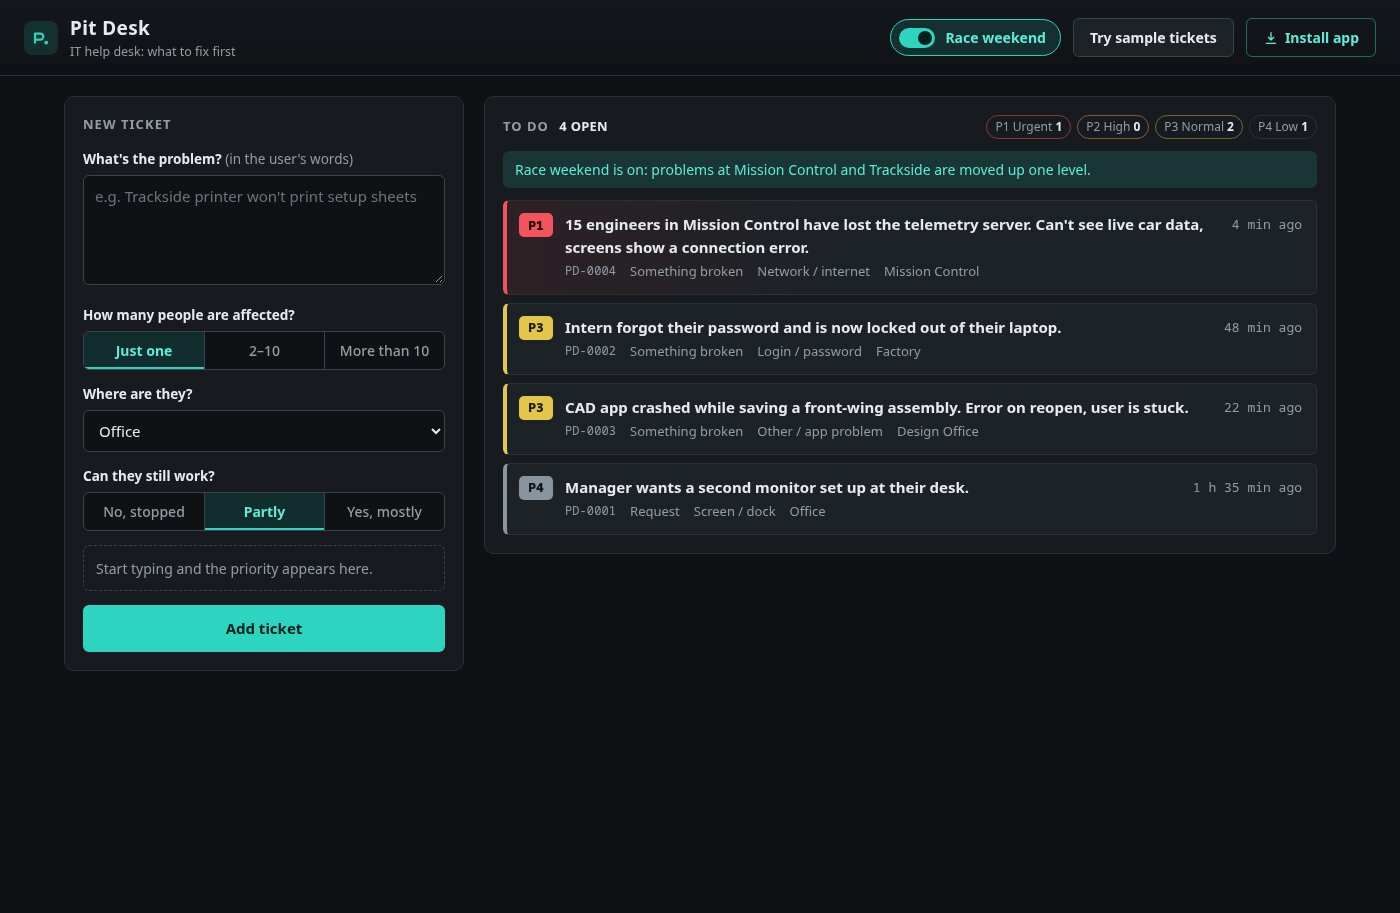 P.
Pit Desk
IT help desk: what to fix first
Race weekend
Try sample tickets
Install app
NEW TICKET
What's the problem? (in the user's words)
e.g. Trackside printer won't print setup sheets
How many people are affected?
Just one
2–10
More than 10
Where are they?
Office
Can they still work?
No, stopped
Partly
Yes, mostly
Start typing and the priority appears here.
Add ticket
TO DO 4 OPEN
P1 Urgent 1
P2 High 0
P3 Normal 2
P4 Low 1
Race weekend is on: problems at Mission Control and Trackside are moved up one level.
P1
15 engineers in Mission Control have lost the telemetry server. Can't see live car data,
screens show a connection error.
4 min ago
PD-0004 Something broken Network / internet Mission Control
P3
Intern forgot their password and is now locked out of their laptop.
48 min ago
PD-0002 Something broken Login / password Factory
P3
CAD app crashed while saving a front-wing assembly. Error on reopen, user is stuck.
22 min ago
PD-0003 Something broken Other / app problem Design Office
P4
Manager wants a second monitor set up at their desk.
1 h 35 min ago
PD-0001 Request Screen / dock Office